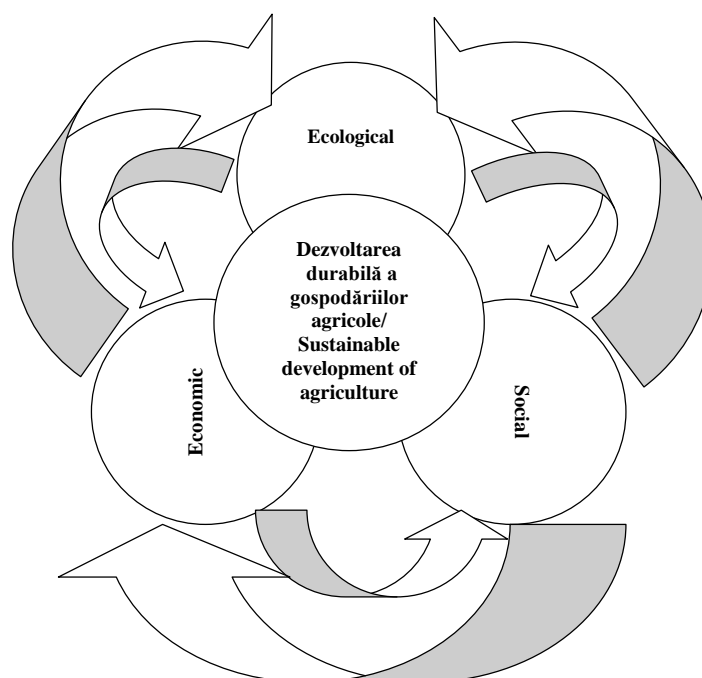 Ecological
Dezvoltarea
durabilă a
gospodăriilor
agricole/
Sustainable
development of
agriculture
Economic
Social